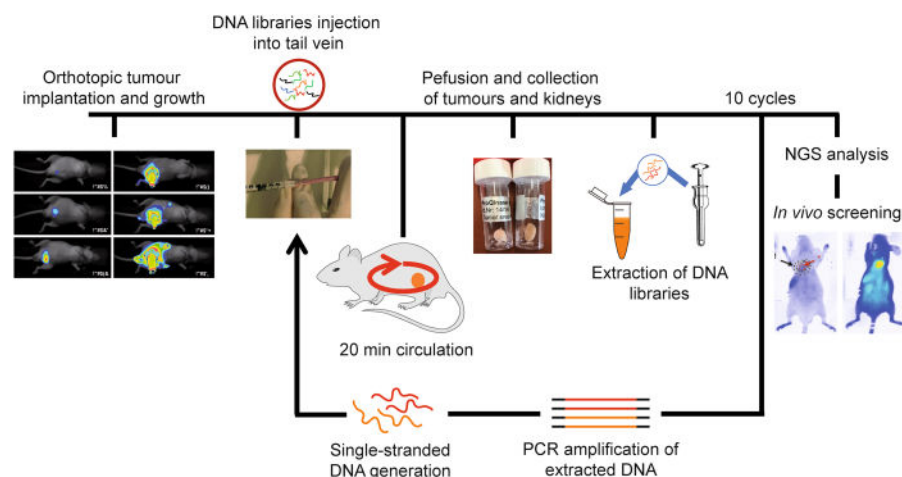 DNA libraries injection
into tail vein
Orthotopic tumour
implantation and growth
Pefusion and collection
of tumours and kidneys
10 cycles
NGS analysis
In vivo screening
Extraction of DNA
libraries
20 min circulation
Single-stranded
DNA generation
PCR amplification of
extracted DNA